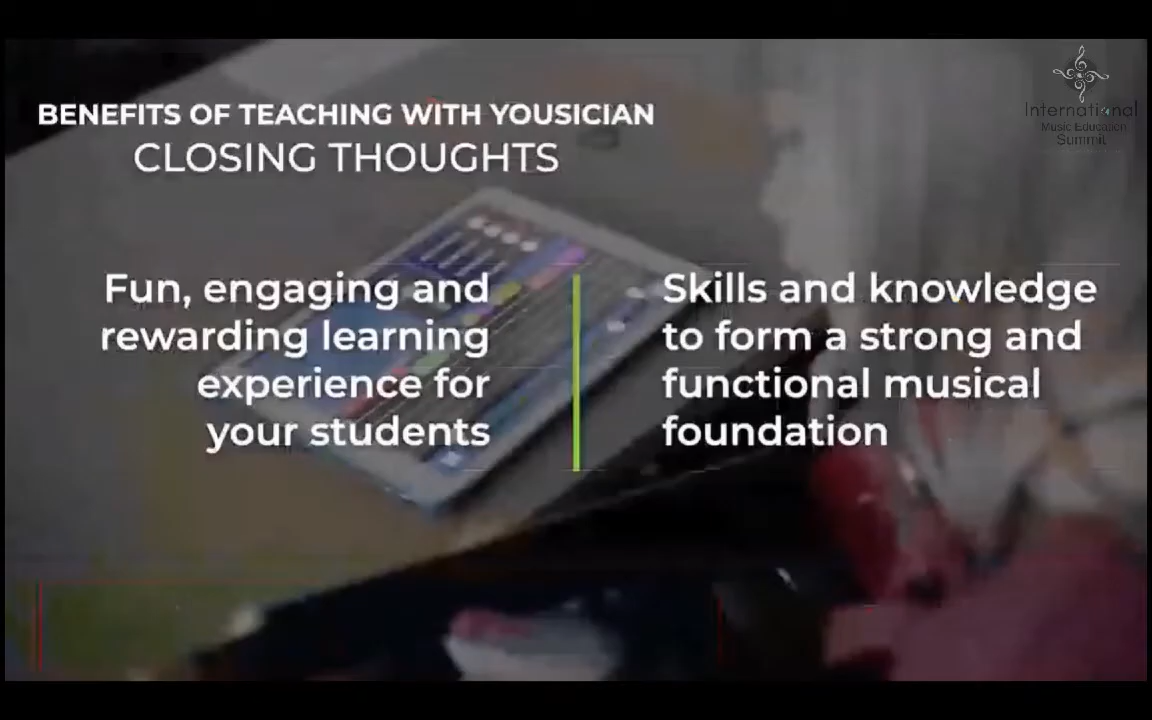 BENEFITS OF TEACHING WITH YOUSICIAN
CLOSING THOUGHTS
International
Music Education
Summit
Fun, engaging and
rewarding learning
experience for
your students
Skills and knowledge
to form a strong and
functional musical
foundation